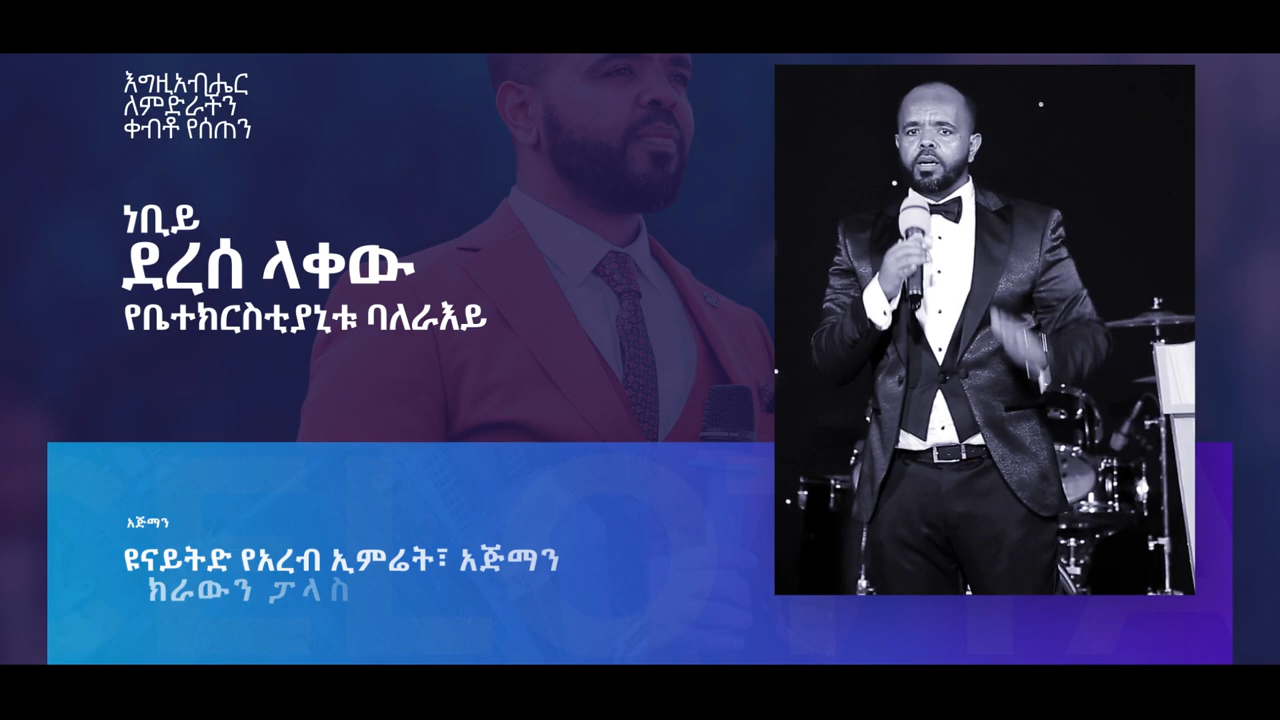 እግዚአብሔር
ለምድራችን
ቀብቶ የሰጠን
ነቢይ
ደረሰ ላቀው
የቤተክርስቲያኒቱ ባለራእይ
አጅማን
ዩናይትድ የአረብ ኢምሬት፣ አጅማን
ክራውን ፓላስ